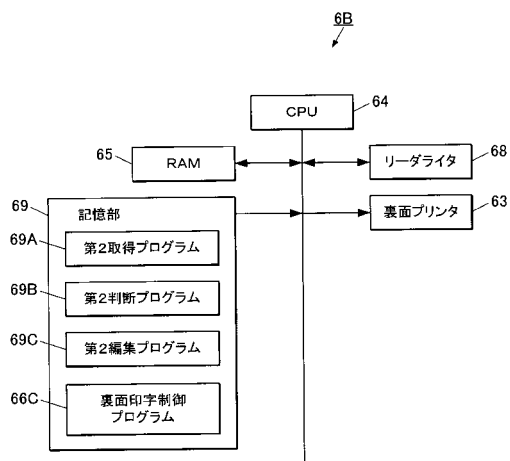 6B
CPU
64
65
RAM
リーダライタ
68
69
記憶部
裏面プリンタ
63
69A
第2取得プログラム
69B
第2判断プログラム
69C
第2編集プログラム
66C
裏面印字制御
プログラム